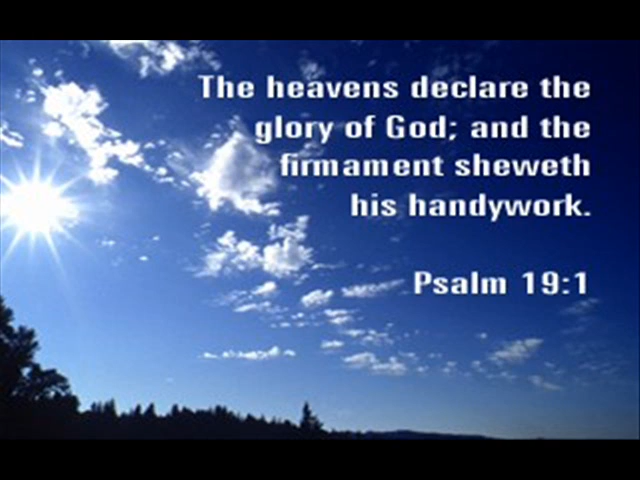 The heavens declare the
glory of God; and the
firmament sheweth
his handywork.
Psalm 19:1